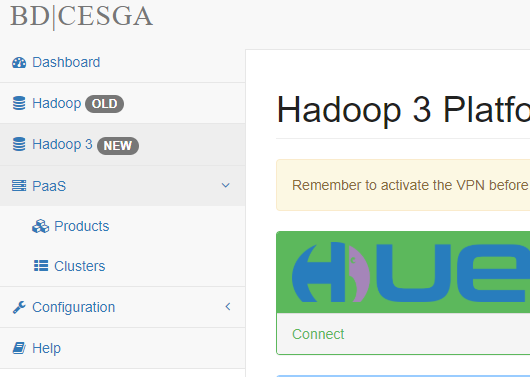 BD|CESGA
Dashboard
Hadoop OLD
Hadoop 3 NEW
PaaS
Products
Clusters
Configuration
Help
Hadoop 3 Platfo
Remember to activate the VPN before
HUE
Connect